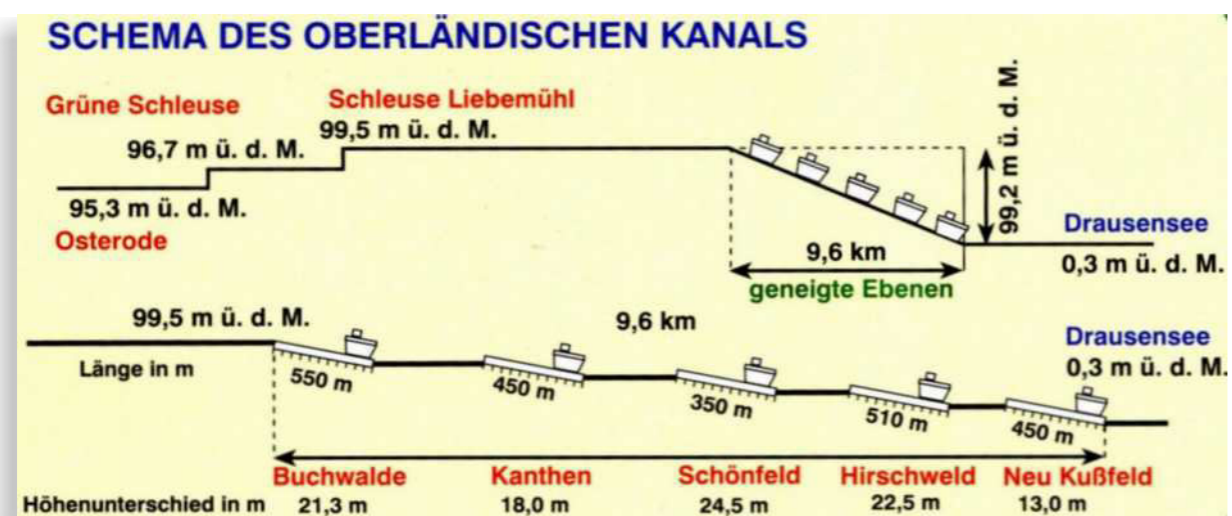 SCHEMA DES OBERLÄNDISCHEN KANALS
Grüne Schleuse
Schleuse Liebemühl
99,5 m ü. d. M.
96,7 m ü. d. M.
95,3 m ü. d. M.
Osterode
99,2 m ü. d. M.
Drausensee
0,3 m ü. d. M.
9,6 km
geneigte Ebenen
99,5 m ü. d. M.
9,6 km
Drausensee
0,3 m ü. d. M.
Länge in m
550 m
450 m
350 m
510 m
450 m
Buchwalde Kanthen Schönfeld Hirschweld Neu Kußfeld
Höhenunterschied in m 21,3 m 18,0 m 24,5 m 22,5 m 13,0 m